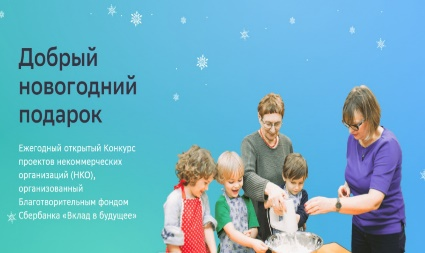 Добрый
новогодний
подарок
Ежегодный открытый Конкурс
проектов некоммерческих
организаций (НКО),
организованный
Благотворительным фондом
Сбербанка «Вклад в будущее»